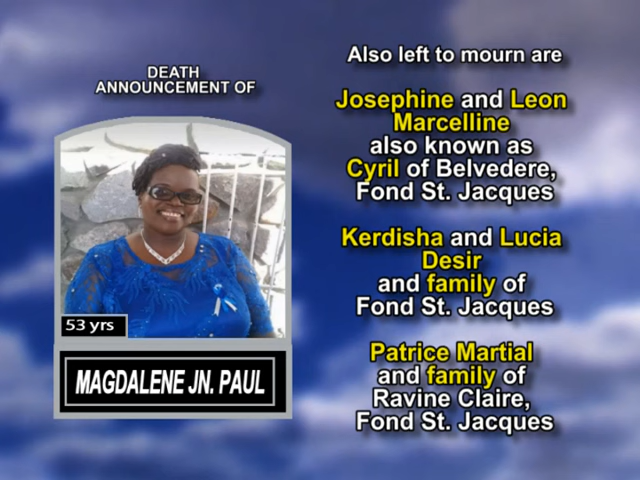 DEATH
ANNOUNCEMENT OF
53 yrs
MAGDALENE JN. PAUL
Also left to mourn are
Josephine and Leon
Marcelline
also known as
Cyril of Belvedere,
Fond St. Jacques
Kerdisha and Lucia
Desir
and family of
Fond St. Jacques
Patrice Martial
and family of
Ravine Claire,
Fond St. Jacques